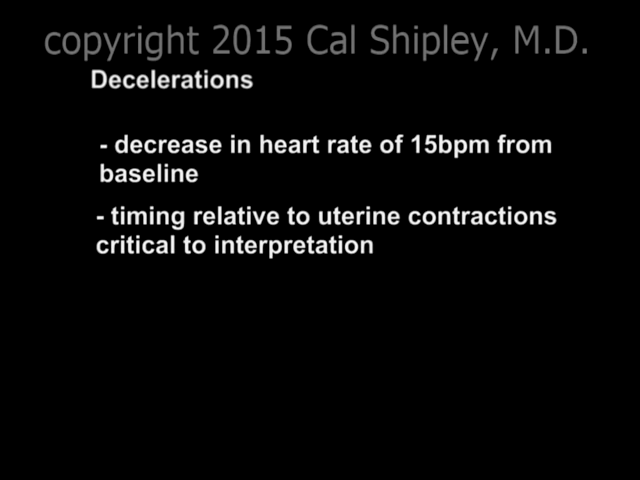 copyright 2015 Cal Shipley, M.D.
Decelerations
- decrease in heart rate of 15bpm from
baseline
- timing relative to uterine contractions
critical to interpretation